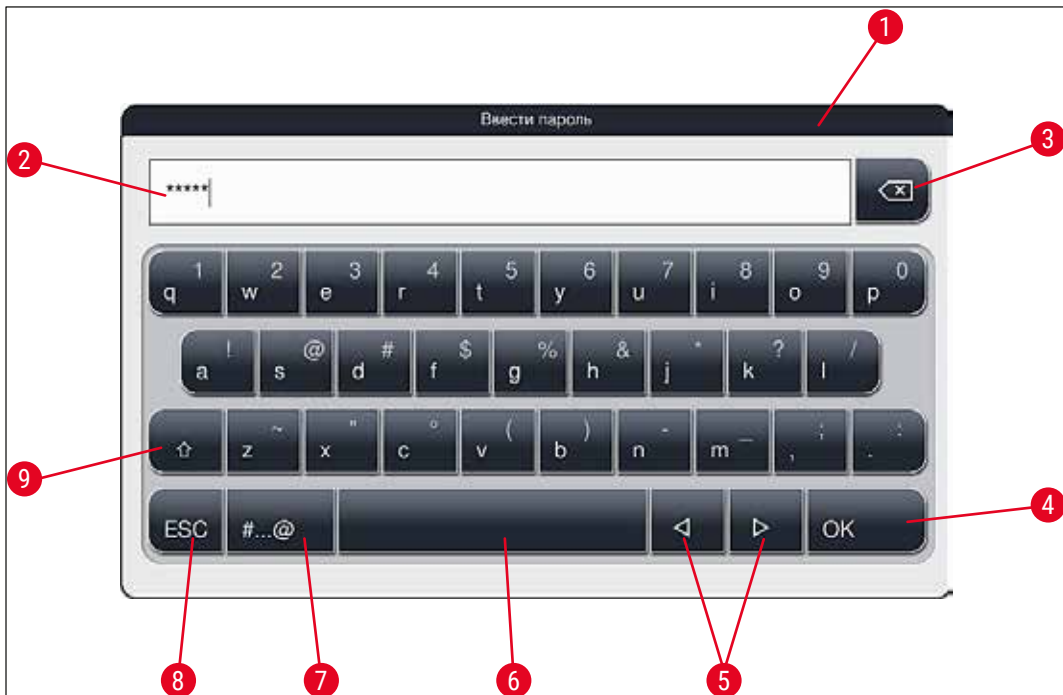 1
Ввести пароль
2
*****
3
1 2 3 4 5 6 7 8 9 0
q w e r t y u i o p
! @ # $ % & * ? /
a s d f g h j k l
~ " ° ( ) - _ ; :
z x c v b n m , .
9
ESC #...@ OK
4
8 7 6 5